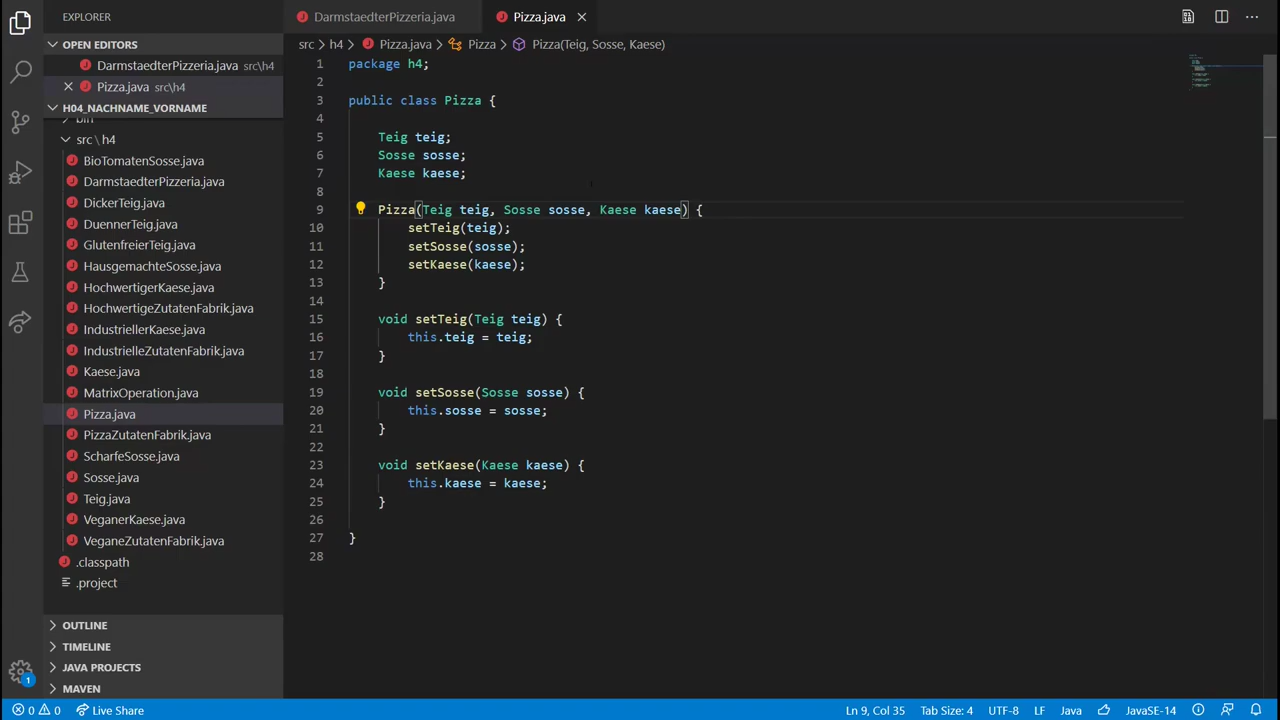 EXPLORER
DarmstaedterPizzeria.java
Pizza.java
OPEN EDITORS
DarmstaedterPizzeria.java src\h4
Pizza.java src\h4
H04_NACHNAME_VORNAME
bin
src \ h4
BioTomatenSosse.java
DarmstaedterPizzeria.java
DickerTeig.java
DuennerTeig.java
GlutenfreierTeig.java
HausgemachteSosse.java
HochwertigerKaese.java
HochwertigeZutatenFabrik.java
IndustriellerKaese.java
IndustrielleZutatenFabrik.java
Kaese.java
MatrixOperation.java
Pizza.java
PizzaZutatenFabrik.java
ScharfeSosse.java
Sosse.java
Teig.java
VeganerKaese.java
VeganeZutatenFabrik.java
.classpath
.project
OUTLINE
TIMELINE
JAVA PROJECTS
MAVEN
src > h4 > Pizza.java > Pizza > Pizza(Teig, Sosse, Kaese)
1 package h4;
2
3 public class Pizza {
4
5 Teig teig;
6 Sosse sosse;
7 Kaese kaese;
8
9 Pizza(Teig teig, Sosse sosse, Kaese kaese) {
10 setTeig(teig);
11 setSosse(sosse);
12 setKaese(kaese);
13 }
14
15 void setTeig(Teig teig) {
16 this.teig = teig;
17 }
18
19 void setSosse(Sosse sosse) {
20 this.sosse = sosse;
21 }
22
23 void setKaese(Kaese kaese) {
24 this.kaese = kaese;
25 }
26
27 }
28
1
0 0 Live Share
Ln 9, Col 35 Tab Size: 4 UTF-8 LF Java JavaSE-14